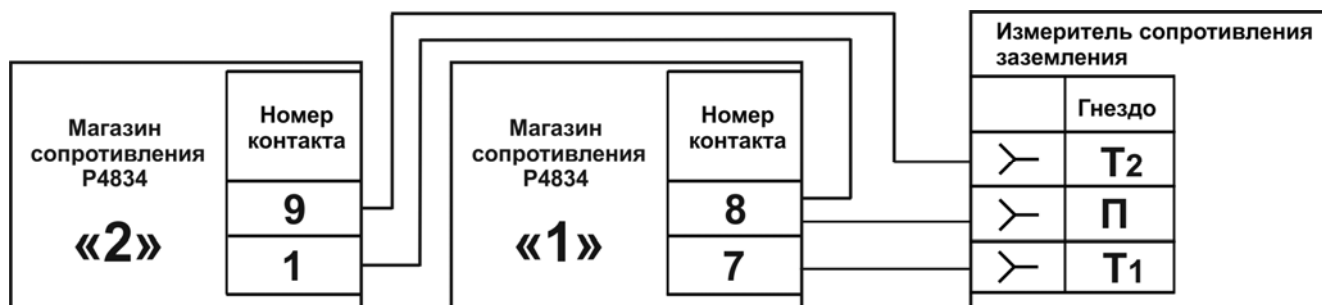 Магазин
сопротивления
Р4834
«2»
Номер
контакта
9
1
Магазин
сопротивления
Р4834
«1»
Номер
контакта
8
7
Измеритель сопротивления
заземления
Гнездо
Т2
П
Т1